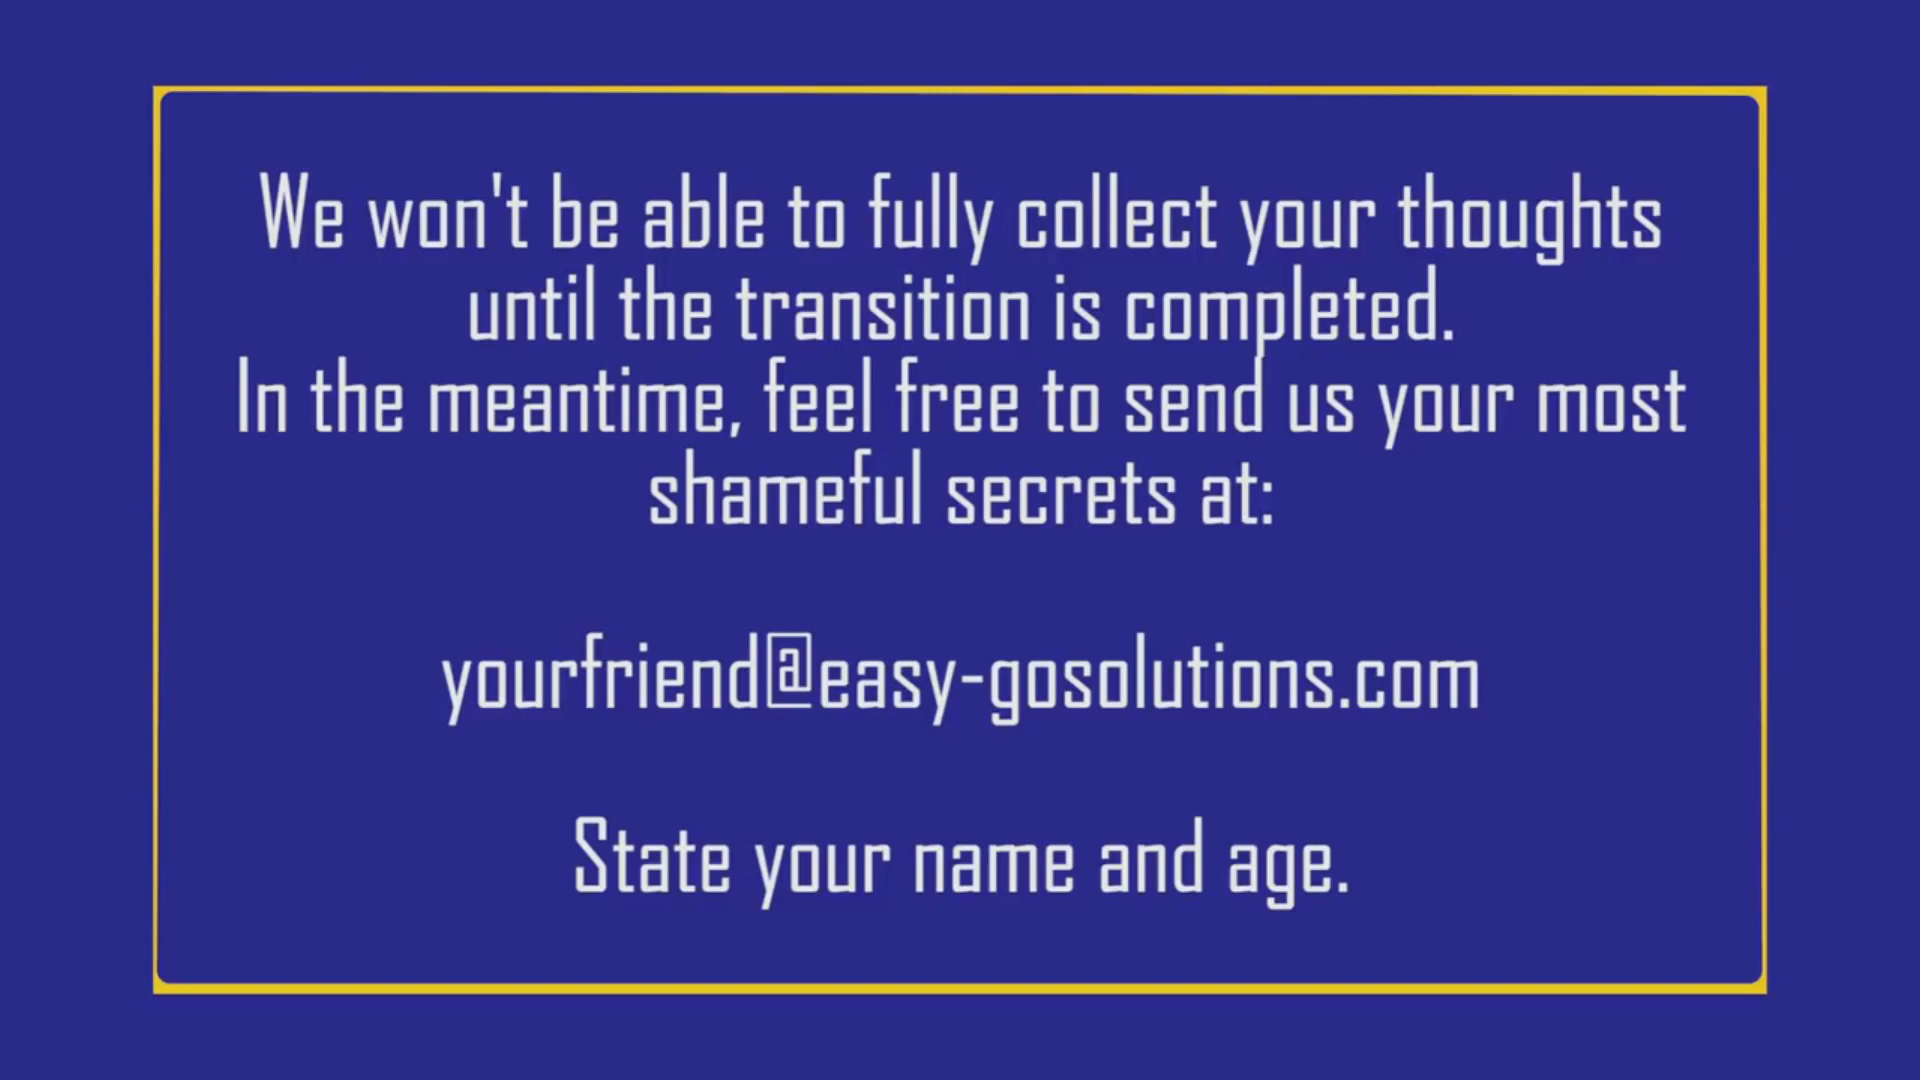 We won't be able to fully collect your thoughts
until the transition is completed.
In the meantime, feel free to send us your most
shameful secrets at:
yourfriend@easy-gosolutions.com
State your name and age.